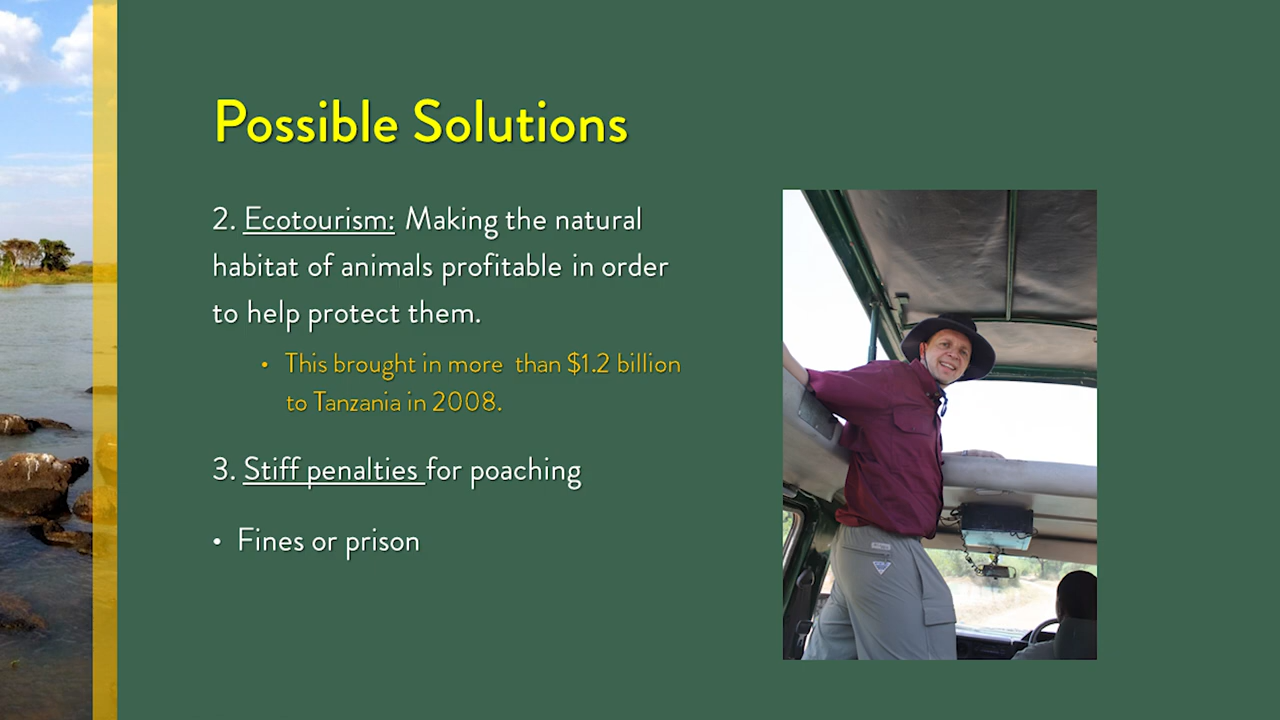 Possible Solutions
2. Ecotourism: Making the natural
habitat of animals profitable in order
to help protect them.
• This brought in more than $1.2 billion
to Tanzania in 2008.
3. Stiff penalties for poaching
• Fines or prison